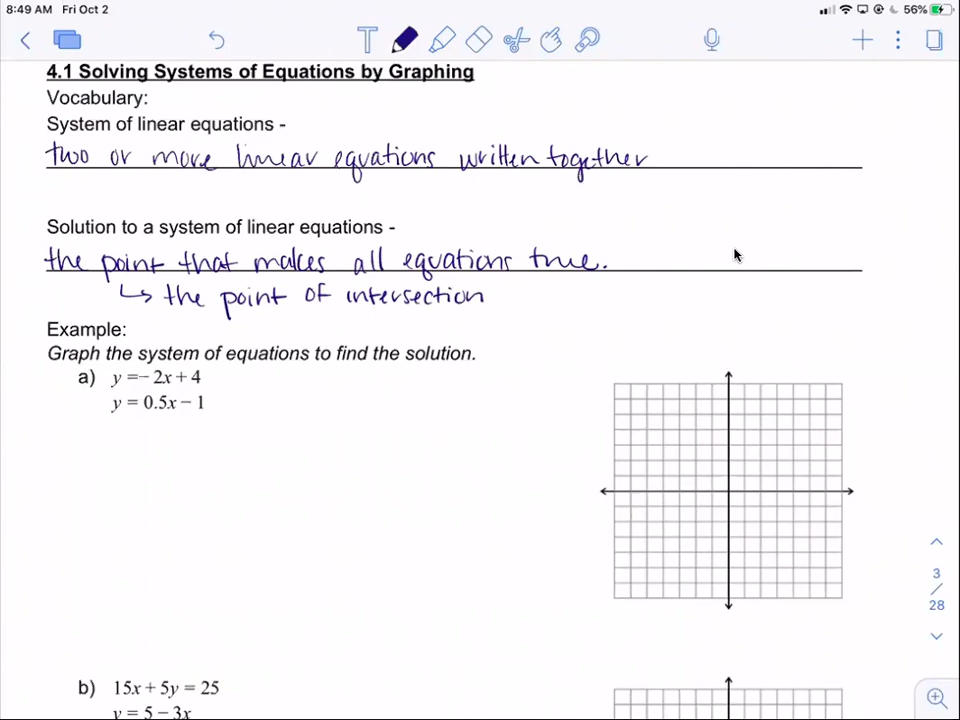 8:49 AM Fri Oct 2
56%
4.1 Solving Systems of Equations by Graphing
Vocabulary:
System of linear equations -
two or more linear equations written together
Solution to a system of linear equations -
the point that makes all equations true.
↳ the point of intersection
Example:
Graph the system of equations to find the solution.
a) y =− 2x + 4
y = 0.5x − 1
3
/
28
b) 15x + 5y = 25
y = 5 − 3x